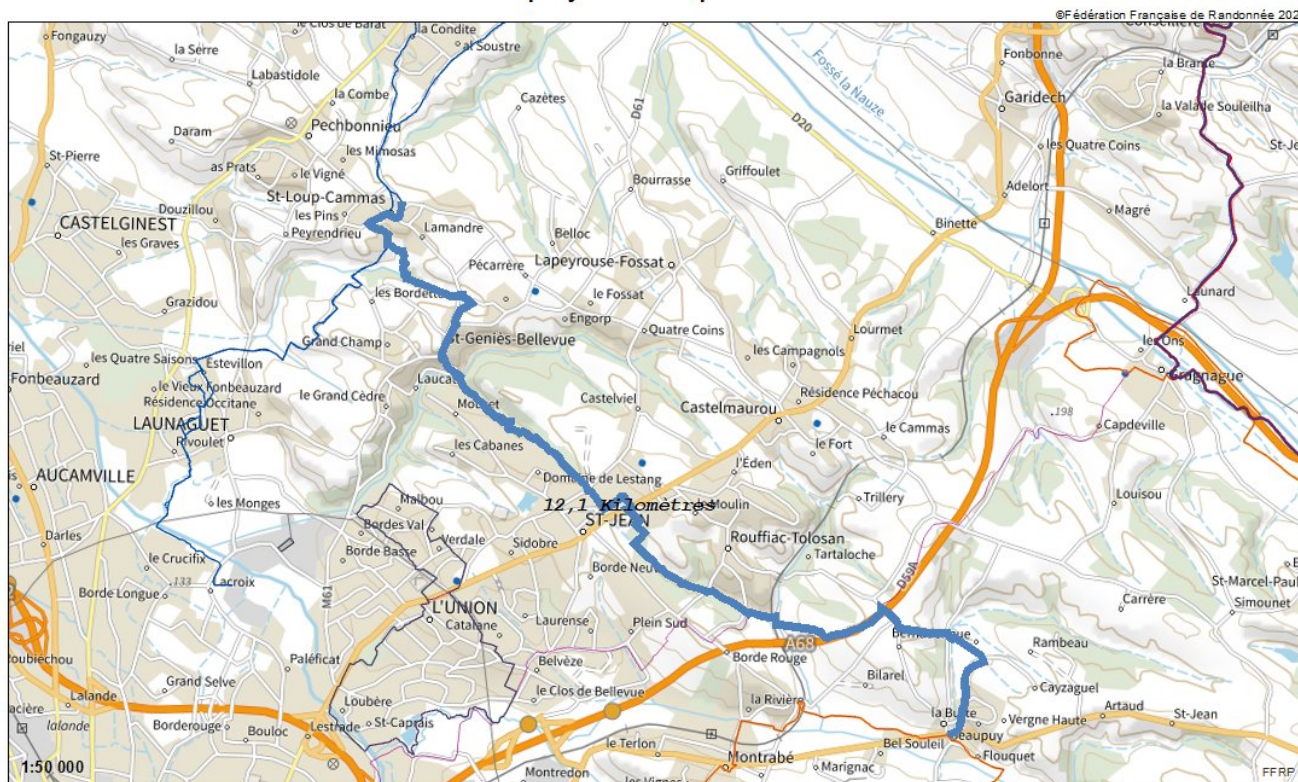 ©Fédération Française de Randonnée 202
le Clos de Barat
la Condite
al Soustre
Fongauzy
la Serre
Labastidole
la Combe
Cazètes
D61
Fossé la Nauze
Fonbonne
la Brante
Garidech
la Valade Souleilha
Daram
Pechbonnieu
D20
les Quatre Coins
St-Je
St-Pierre
as Prats
les Mimosas
le Vigné
Bourrasse
Griffoulet
Adelort
St-Loup-Cammas
Douzillou
les Pins
Magré
CASTELGINEST
Peyrendrieu
Lamandre
Belloc
Binette
les Graves
Pécarrère
Lapeyrouse-Fossat
Grazidou
les Bordett
le Fossat
Launard
Engorp
Quatre Coins
Lourmet
St-Geniès-Bellevue
Grand Champ
les Ons
les Quatre Saisons
Estevillon
les Campagnols
Gragnague
Fonbeauzard
le Vieux Fonbeauzard
Résidence Occitane
le Grand Cèdre
Castelviel
Castelmaurou
Résidence Péchacou
.198
LAUNAGUET
Rivoulet
les Cabanes
le Fort
le Cammas
Capdeville
AUCAMVILLE
Domaine de Lestang
l'Éden
les Monges
Malbou
12,1 Kilomètres
Moulin
Trillery
Louisou
Bordes Val
ST-JEAN
Darles
Verdale
Sidobre
Rouffiac-Tolosan
Borde Basse
Tartaloche
le Crucifix
.133
Lacroix
Borde Neuv
D59A
St-Marcel-Paul
Borde Longue
M61
L'UNION
Carrère
Simounet
Catalane
Laurense
Plein Sud
A68
Rambeau
Roubiechou
Paléficat
Belvèze
Borde Rouge
Bilarel
Grand Selve
Loubère
le Clos de Bellevue
la Rivière
Cayzaguel
Lalande
St-Caprais
Artaud
lalande
Borderouge
Bouloc
Lestrade
Vergne Haute
St-Jean
le Terlon
Bel Souleil
Beaupuy
Flouquet
Montrabé
Marignac
1:50 000
Montredon
les Vignes
FFRP